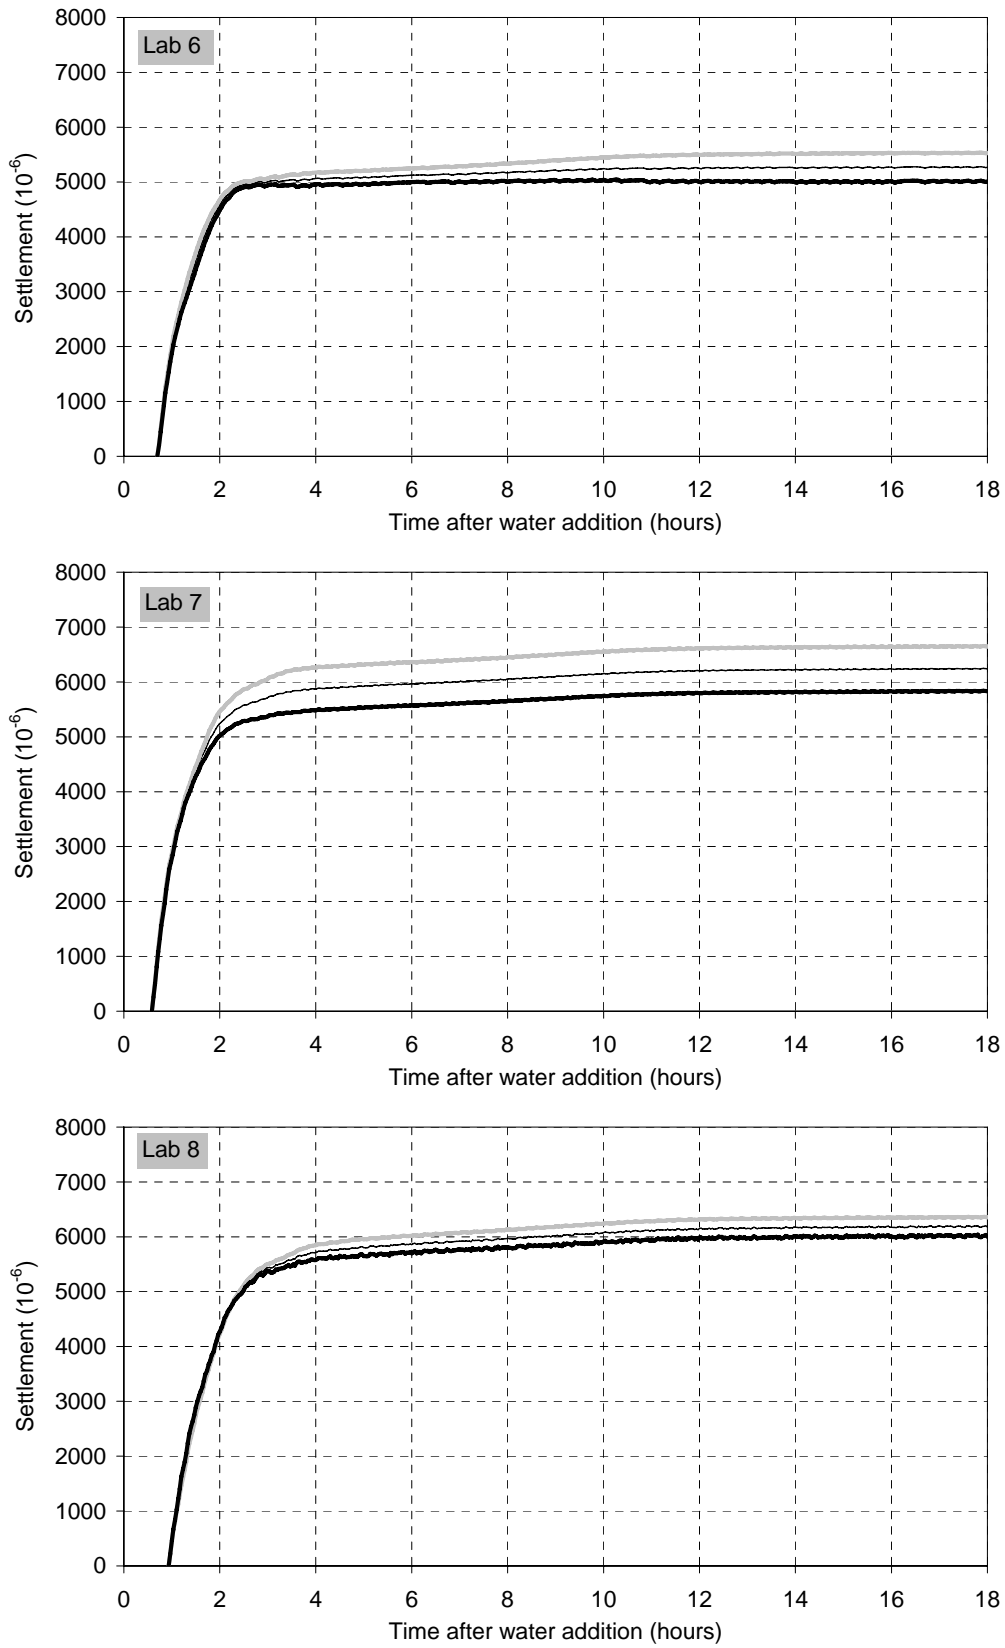 Lab 6
8000
7000
6000
5000
4000
3000
2000
1000
0
Settlement (10⁻⁶)
0 2 4 6 8 10 12 14 16 18
Time after water addition (hours)
Lab 7
8000
7000
6000
5000
4000
3000
2000
1000
0
Settlement (10⁻⁶)
0 2 4 6 8 10 12 14 16 18
Time after water addition (hours)
Lab 8
8000
7000
6000
5000
4000
3000
2000
1000
0
Settlement (10⁻⁶)
0 2 4 6 8 10 12 14 16 18
Time after water addition (hours)